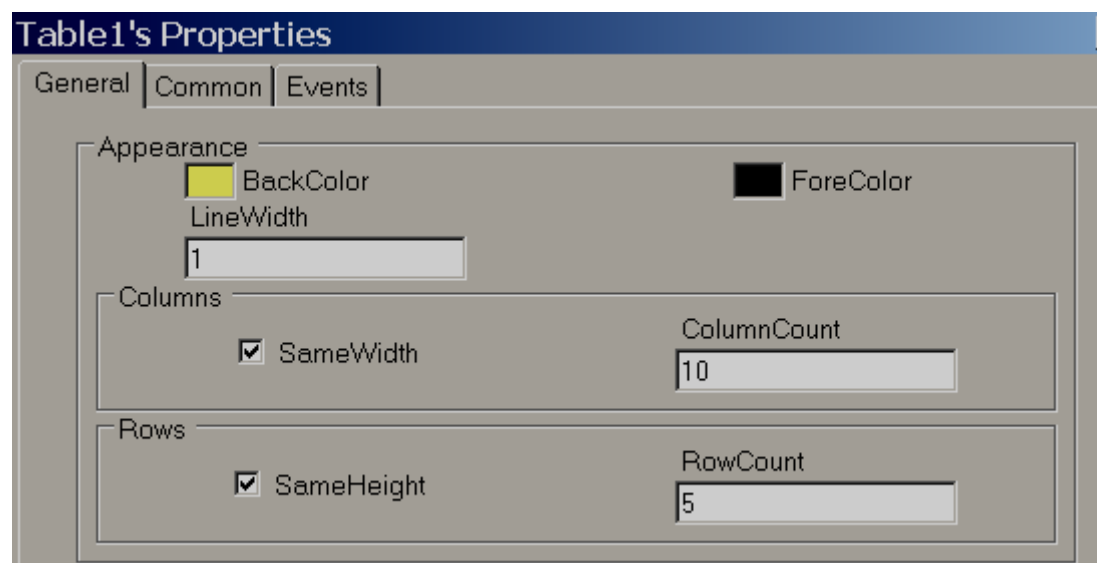 Table1's Properties
General Common Events
Appearance
BackColor ForeColor
LineWidth
1
Columns
SameWidth
ColumnCount
10
Rows
SameHeight
RowCount
5